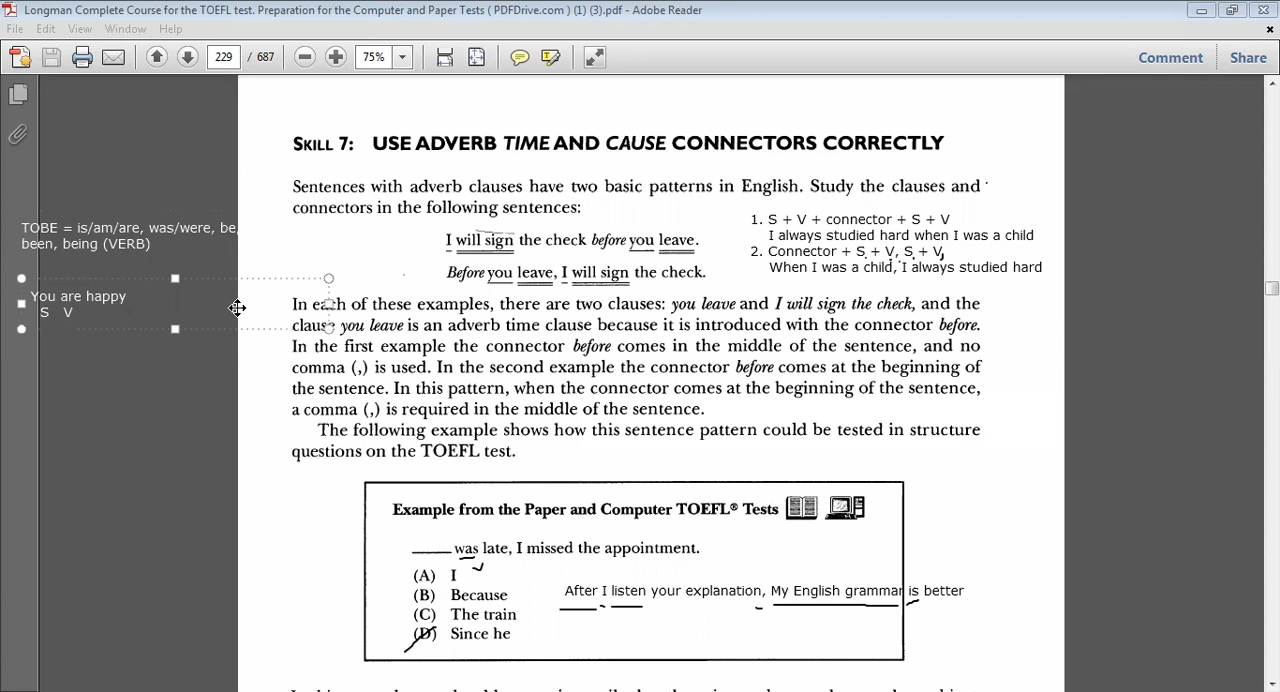 Longman Complete Course for the TOEFL test. Preparation for the Computer and Paper Tests ( PDFDrive.com ) (1) (3).pdf - Adobe Reader
File Edit View Window Help
229 / 687 75% Comment Share
SKILL 7: USE ADVERB TIME AND CAUSE CONNECTORS CORRECTLY
Sentences with adverb clauses have two basic patterns in English. Study the clauses and
connectors in the following sentences:
1. S + V + connector + S + V
I always studied hard when I was a child
2. Connector + S + V, S + V
When I was a child, I always studied hard
TOBE = is/am/are, was/were, be,
been, being (VERB)
I will sign the check before you leave.
Before you leave, I will sign the check.
You are happy
S V
In each of these examples, there are two clauses: you leave and I will sign the check, and the
clause you leave is an adverb time clause because it is introduced with the connector before.
In the first example the connector before comes in the middle of the sentence, and no
comma (,) is used. In the second example the connector before comes at the beginning of
the sentence. In this pattern, when the connector comes at the beginning of the sentence,
a comma (,) is required in the middle of the sentence.
The following example shows how this sentence pattern could be tested in structure
questions on the TOEFL test.
Example from the Paper and Computer TOEFL® Tests
_____ was late, I missed the appointment.
(A) I
(B) Because
(C) The train
(D) Since he
After I listen your explanation, My English grammar is better